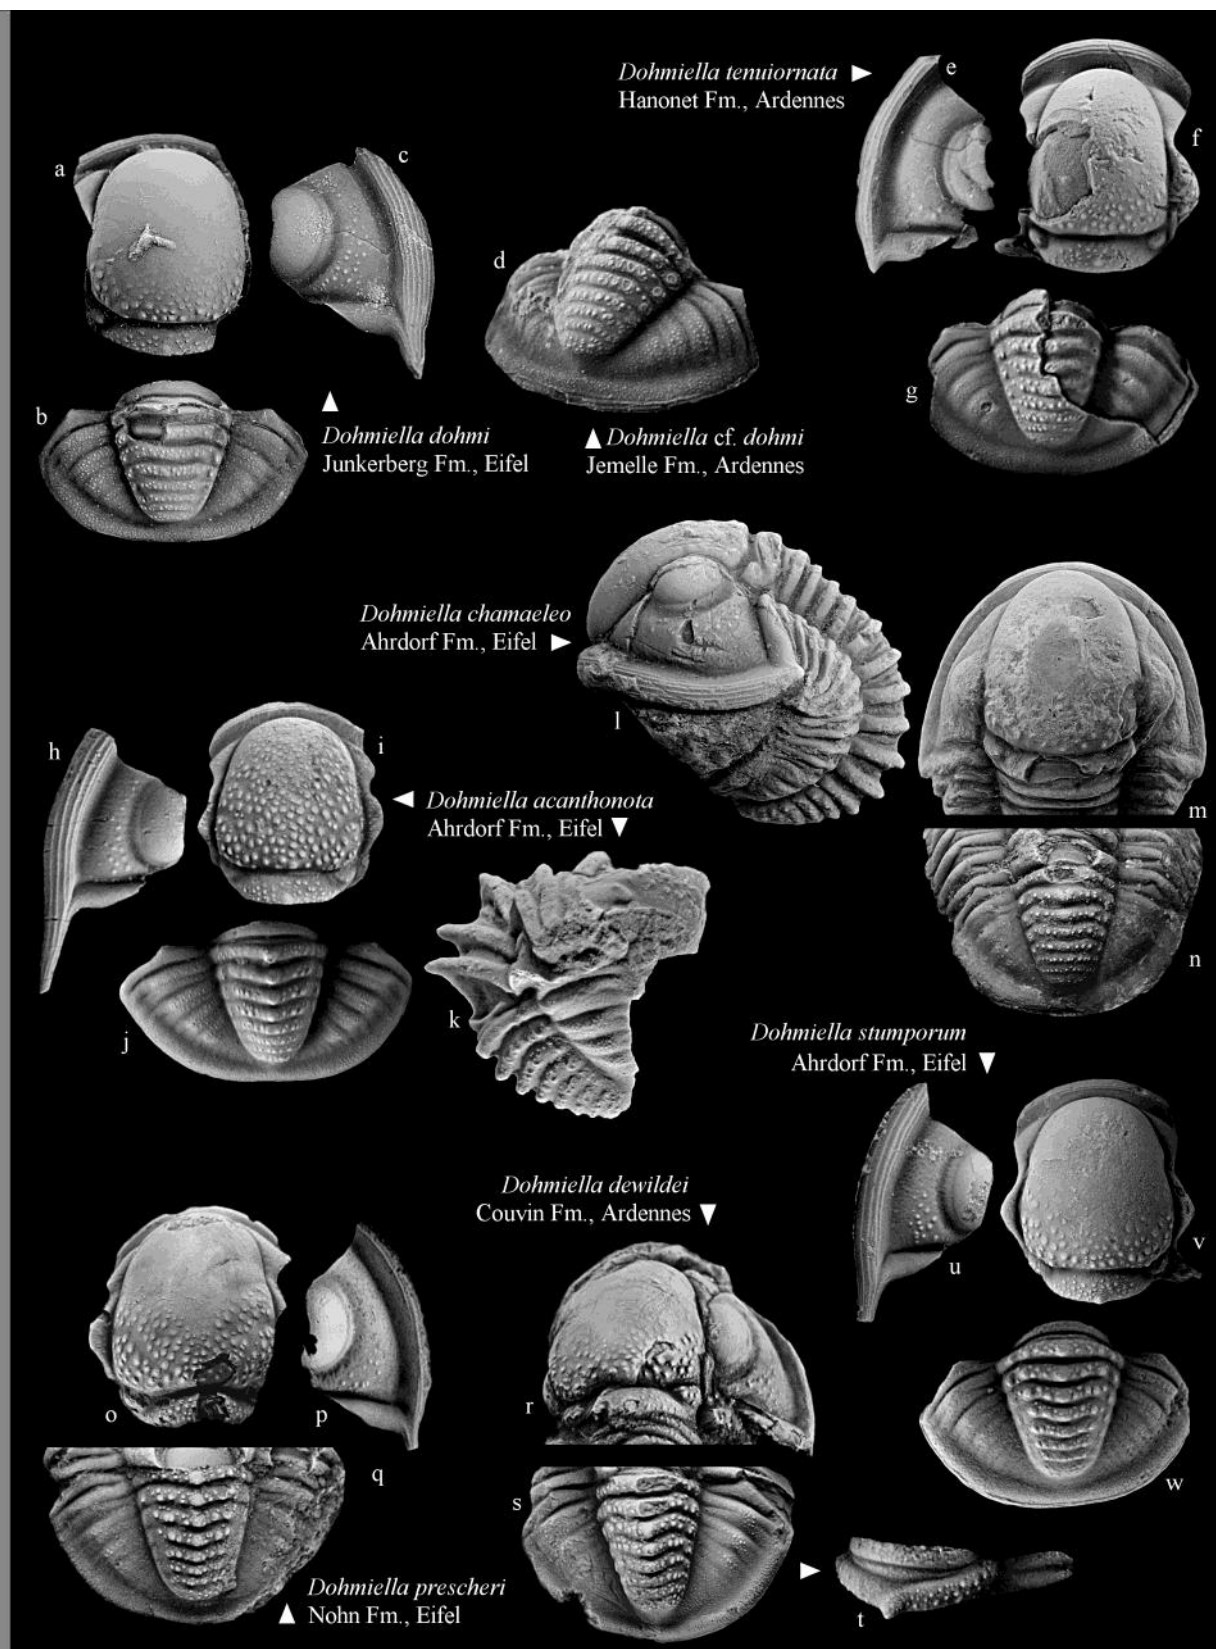 Dohmiella tenuiornata
Hanonet Fm., Ardennes
e
f
a
c
d
g
b
Dohmiella dohmi
Junkerberg Fm., Eifel
Dohmiella cf. dohmi
Jemelle Fm., Ardennes
Dohmiella chamaeleo
Ahrdorf Fm., Eifel
l
m
h
i
Dohmiella acanthonota
Ahrdorf Fm., Eifel
n
k
j
Dohmiella stumporum
Ahrdorf Fm., Eifel
Dohmiella dewildei
Couvin Fm., Ardennes
u
v
o
p
r
q
s
w
Dohmiella prescheri
Nohn Fm., Eifel
t